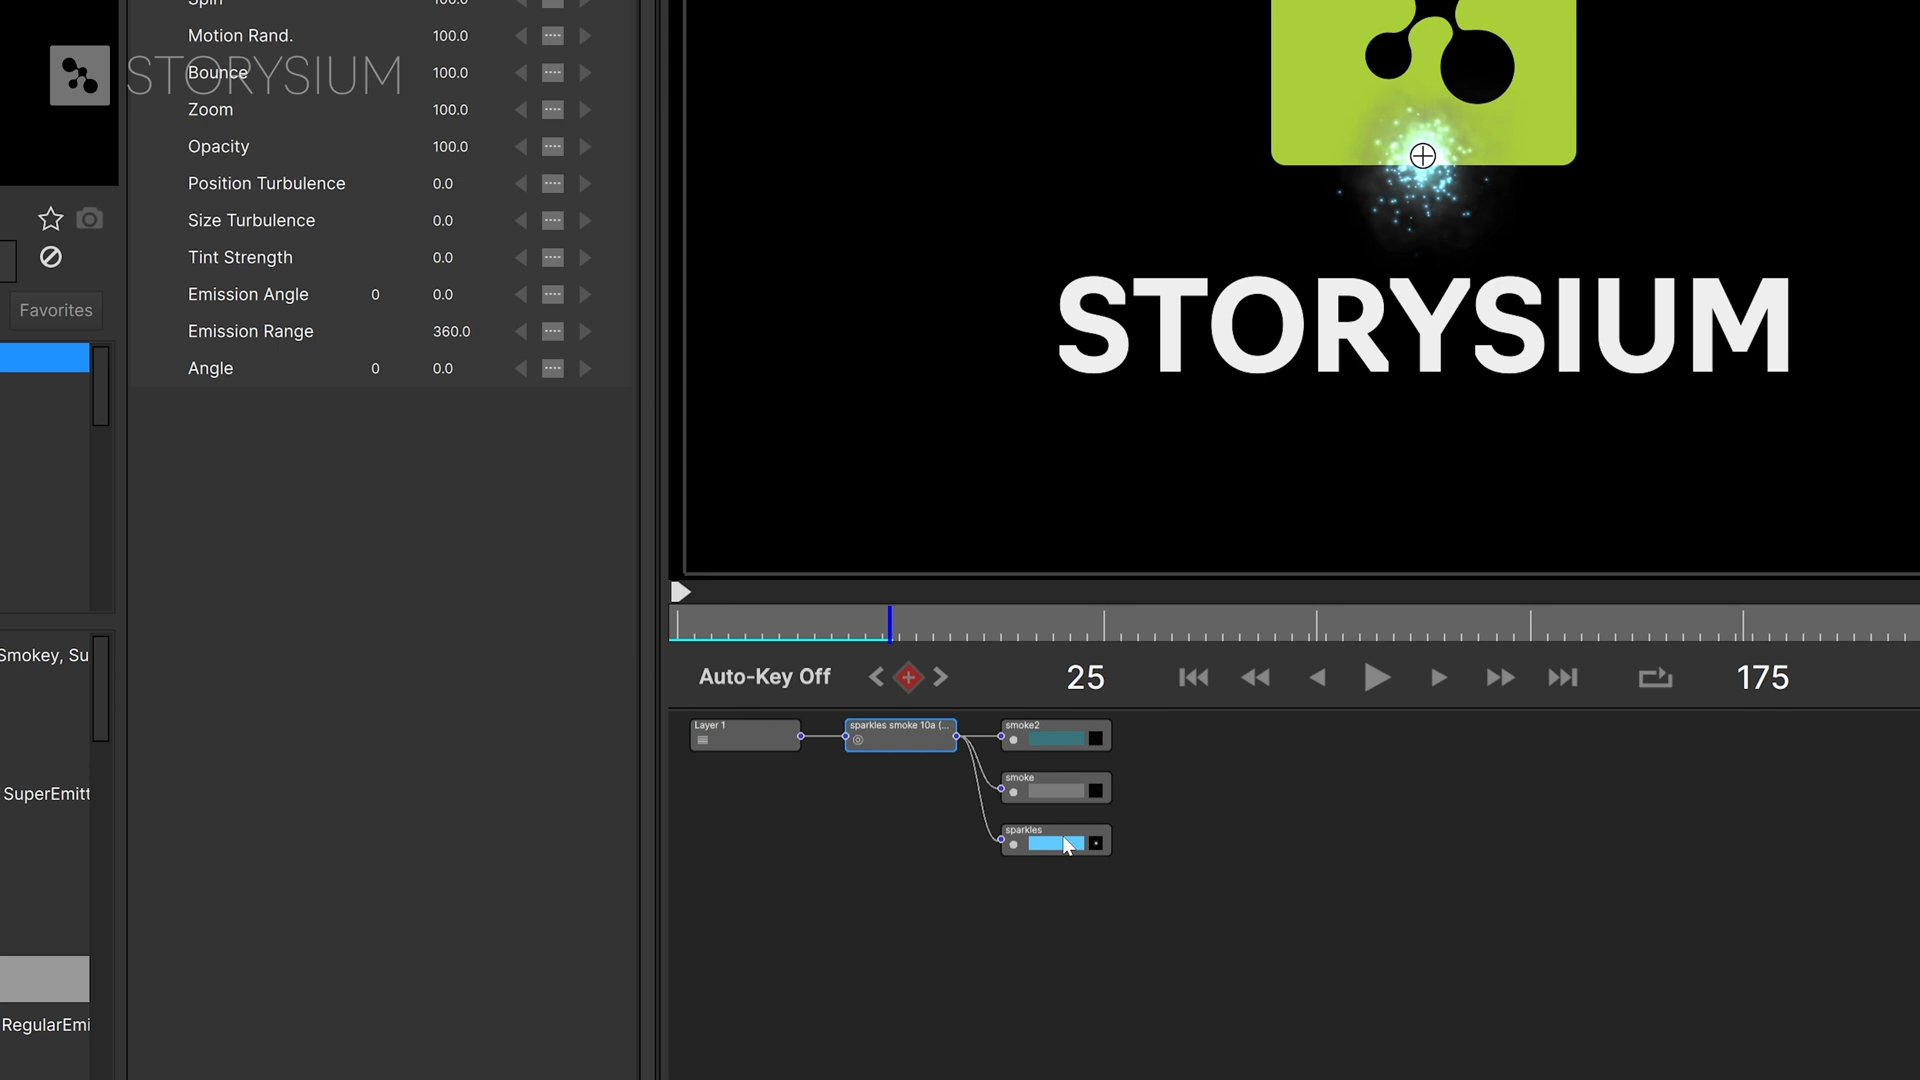 Spin 100.0
Motion Rand. 100.0
STORYSIUM
Bounce 100.0
Zoom 100.0
Opacity 100.0
Position Turbulence 0.0
Size Turbulence 0.0
Tint Strength 0.0
Emission Angle 0 0.0
Emission Range 360.0
Angle 0 0.0
Favorites
Smokey, Su
SuperEmitt
RegularEmi
STORYSIUM
Auto-Key Off
25
175
Layer 1
sparkles smoke 10a (...
smoke2
smoke
sparkles